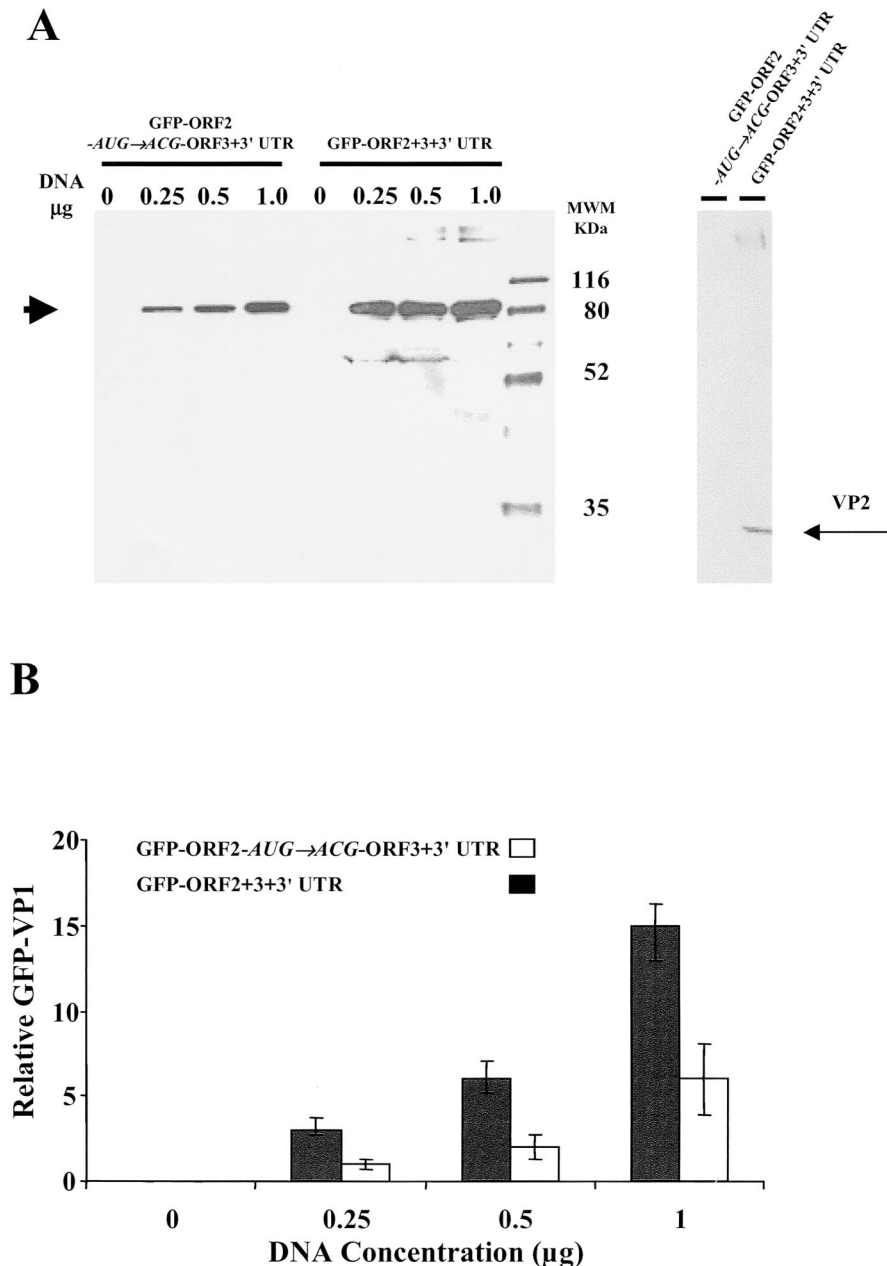 A
GFP-ORF2
-AUG→ACG-ORF3+3' UTR
GFP-ORF2+3+3' UTR
DNA
µg
0 0.25 0.5 1.0 0 0.25 0.5 1.0
MWM
KDa
116
80
52
35
GFP-ORF2
-AUG→ACG-ORF3+3' UTR
GFP-ORF2+3+3' UTR
VP2
B
Relative GFP-VP1
20
15
10
5
0
GFP-ORF2-AUG→ACG-ORF3+3' UTR
GFP-ORF2+3+3' UTR
0 0.25 0.5 1
DNA Concentration (µg)